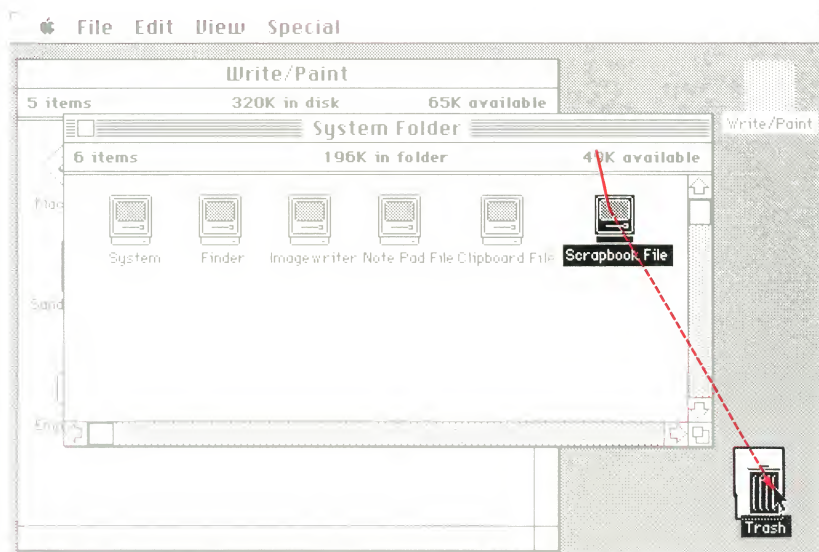 File Edit View Special
Write/Paint
5 items 320K in disk 65K available
Write/Paint
System Folder
6 items 196K in folder 49K available
System Finder Imagewriter Note Pad File Clipboard File Scrapbook File
Trash